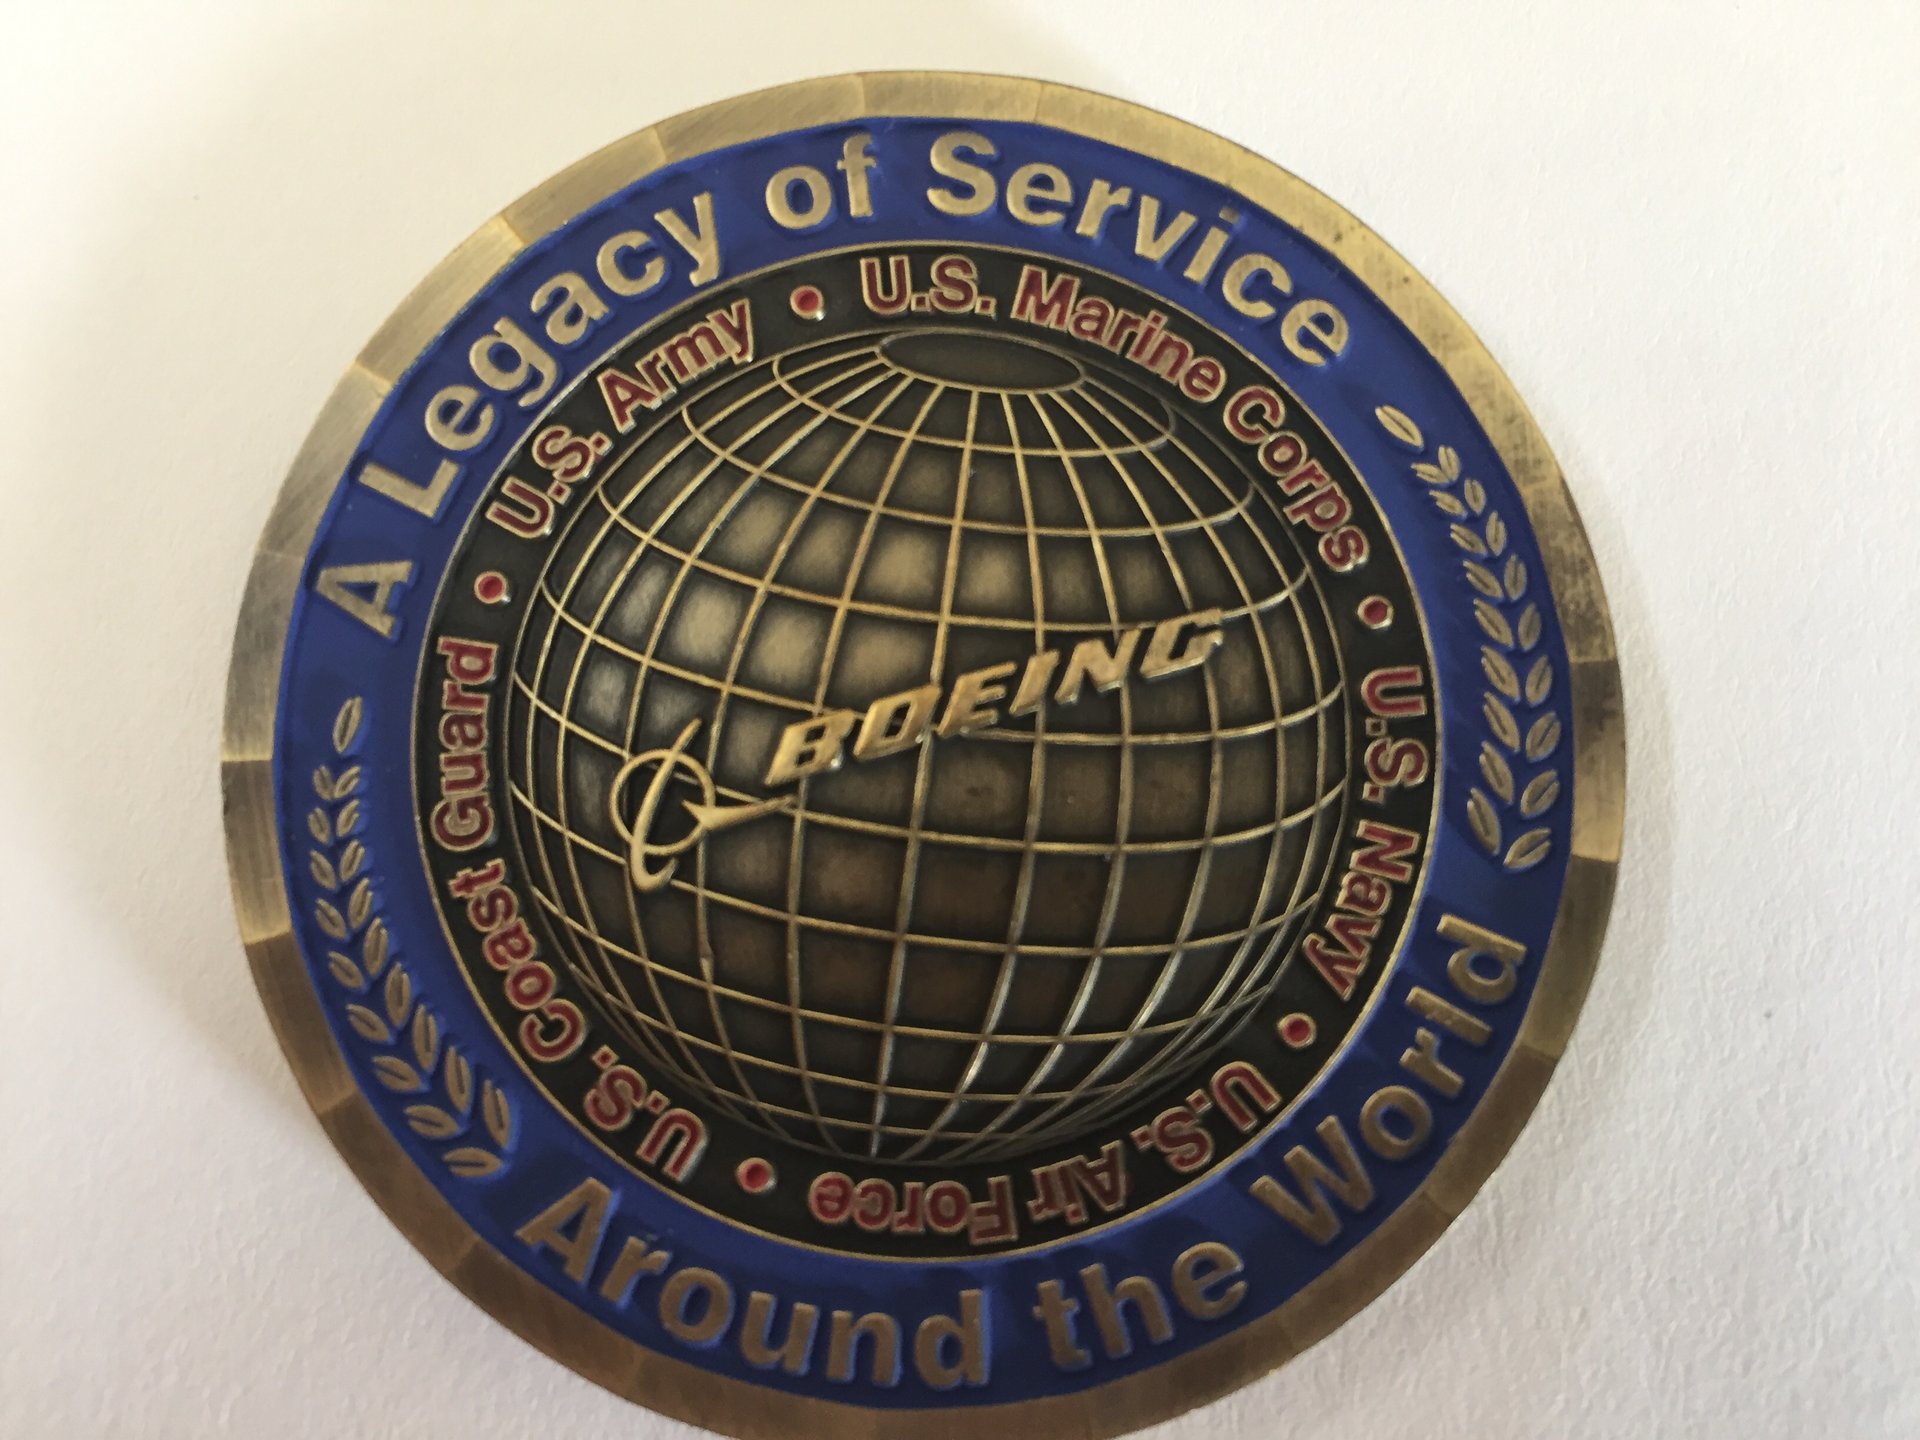 A Legacy of Service
Around the World
U.S. Army • U.S. Marine Corps • U.S. Navy • U.S. Air Force • U.S. Coast Guard •
BOEING